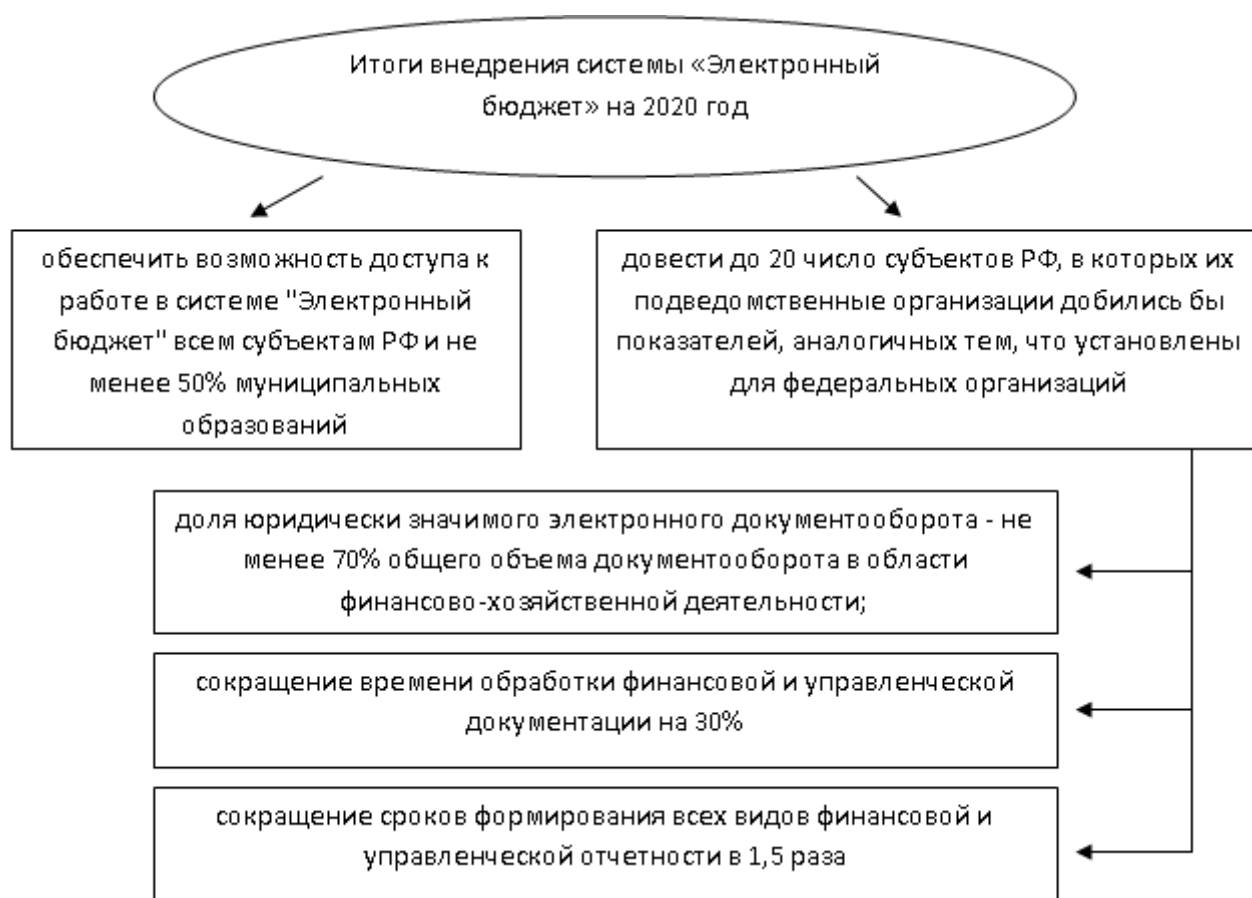 Итоги внедрения системы «Электронный
бюджет» на 2020 год
обеспечить возможность доступа к
работе в системе "Электронный
бюджет" всем субъектам РФ и не
менее 50% муниципальных
образований
довести до 20 число субъектов РФ, в которых их
подведомственные организации добились бы
показателей, аналогичных тем, что установлены
для федеральных организаций
доля юридически значимого электронного документооборота - не
менее 70% общего объема документооборота в области
финансово-хозяйственной деятельности;
сокращение времени обработки финансовой и управленческой
документации на 30%
сокращение сроков формирования всех видов финансовой и
управленческой отчетности в 1,5 раза